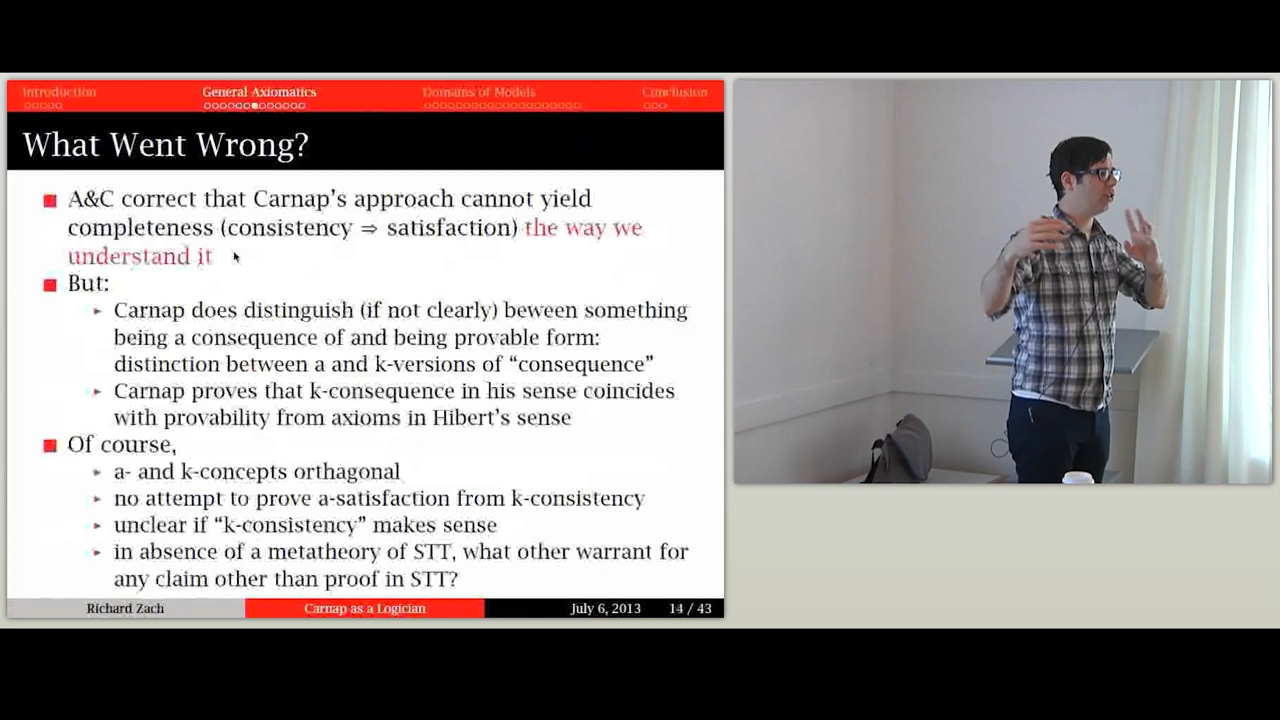 Introduction General Axiomatics Domains of Models Conclusion
What Went Wrong?
A&C correct that Carnap's approach cannot yield
completeness (consistency ⇒ satisfaction) the way we
understand it
But:
Carnap does distinguish (if not clearly) beween something
being a consequence of and being provable form:
distinction between a and k-versions of "consequence"
Carnap proves that k-consequence in his sense coincides
with provability from axioms in Hibert's sense
Of course,
a- and k-concepts orthogonal
no attempt to prove a-satisfaction from k-consistency
unclear if "k-consistency" makes sense
in absence of a metatheory of STT, what other warrant for
any claim other than proof in STT?
Richard Zach Carnap as a Logician July 6, 2013 14 / 43